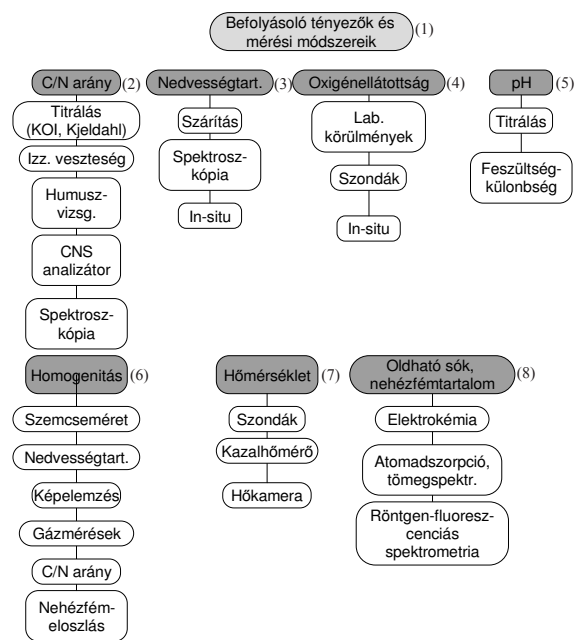 Befolyásoló tényezők és
mérési módszereik
(1)
C/N arány (2)
Titrálás
(KOI, Kjeldahl)
Izz. veszteség
Humusz-
vizsg.
CNS
analizátor
Spektrosz-
kópia
Nedvességtart. (3)
Szárítás
Spektrosz-
kópia
In-situ
Oxigénellátottság (4)
Lab.
körülmények
Szondák
In-situ
pH (5)
Titrálás
Feszültség-
külonbség
Homogenitás (6)
Szemcseméret
Nedvességtart.
Képelemzés
Gázmérések
C/N arány
Nehézfém-
eloszlás
Hőmérséklet (7)
Szondák
Kazalhőmérő
Hőkamera
Oldható sók,
nehézfémtartalom
(8)
Elektrokémia
Atomadszorpció,
tömegspektr.
Röntgen-fluoresz-
cenciás
spektrometria